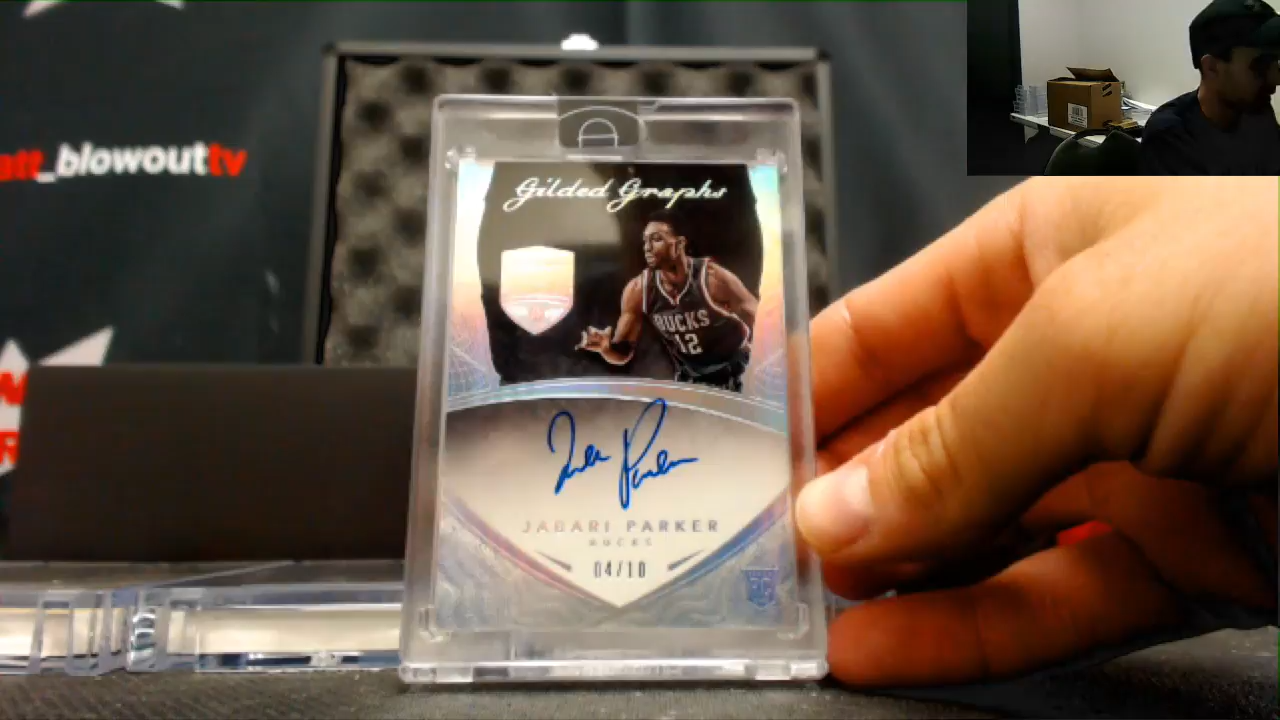 att_blowouttv
Gilded Graphs
BUCKS
12
JABARI PARKER
BUCKS
04/10
RC